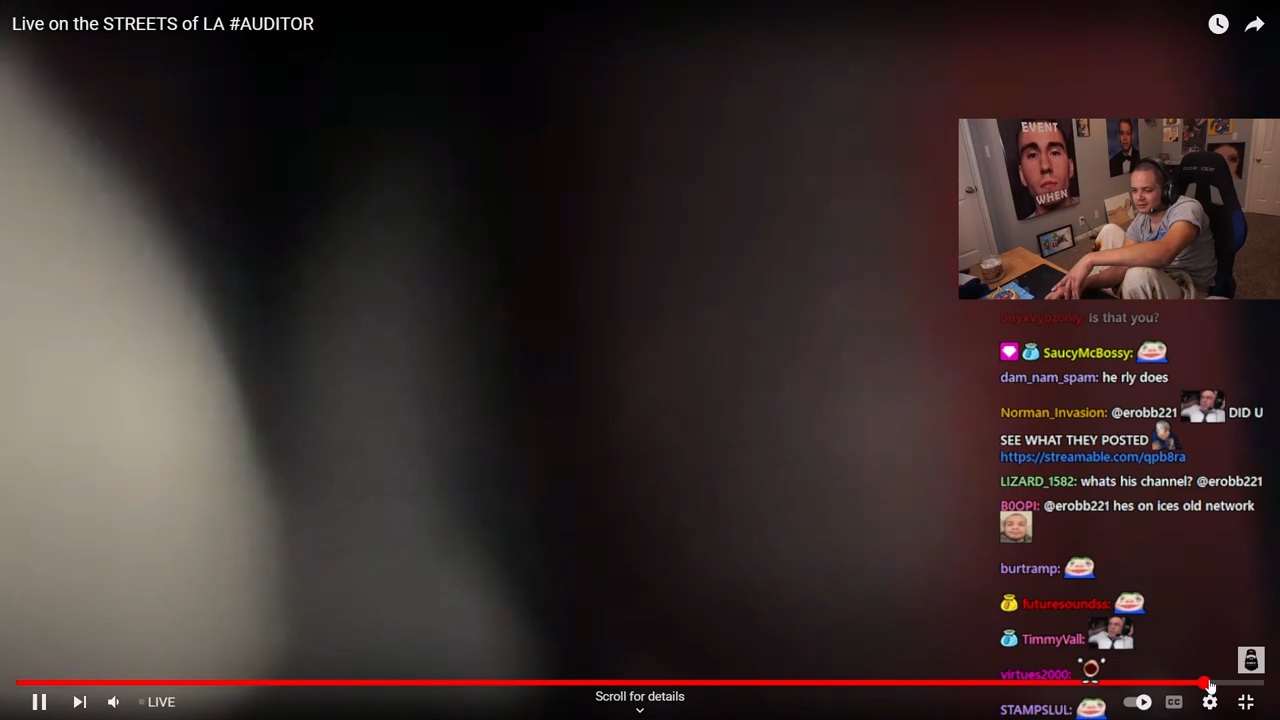 Live on the STREETS of LA #AUDITOR
EVENT
WHEN
Is that you?
SaucyMcBossy:
dam_nam_spam: he rly does
Norman_Invasion: @erobb221 DID U
SEE WHAT THEY POSTED
https://streamable.com/qpb8ra
LIZARD_1582: whats his channel? @erobb221
B0OPI: @erobb221 hes on ices old network
burtramp:
futuresoundss:
TimmyVall:
virtues2000:
STAMPSLUL:
LIVE
Scroll for details
CC